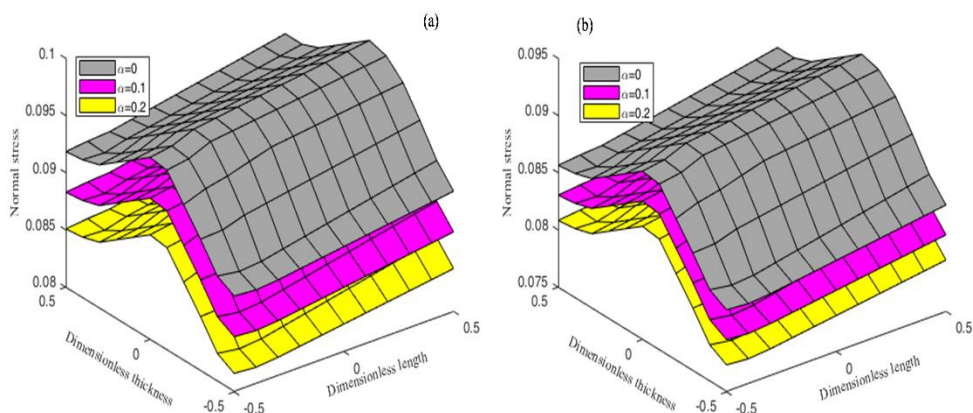 (a)
0.1
0.095
0.09
0.085
0.08
Normal stress
α=0
α=0.1
α=0.2
0.5
0
-0.5
Dimensionless thickness
-0.5
0
0.5
Dimensionless length
(b)
0.095
0.09
0.085
0.08
0.075
Normal stress
α=0
α=0.1
α=0.2
0.5
0
-0.5
Dimensionless thickness
-0.5
0
0.5
Dimensionless length